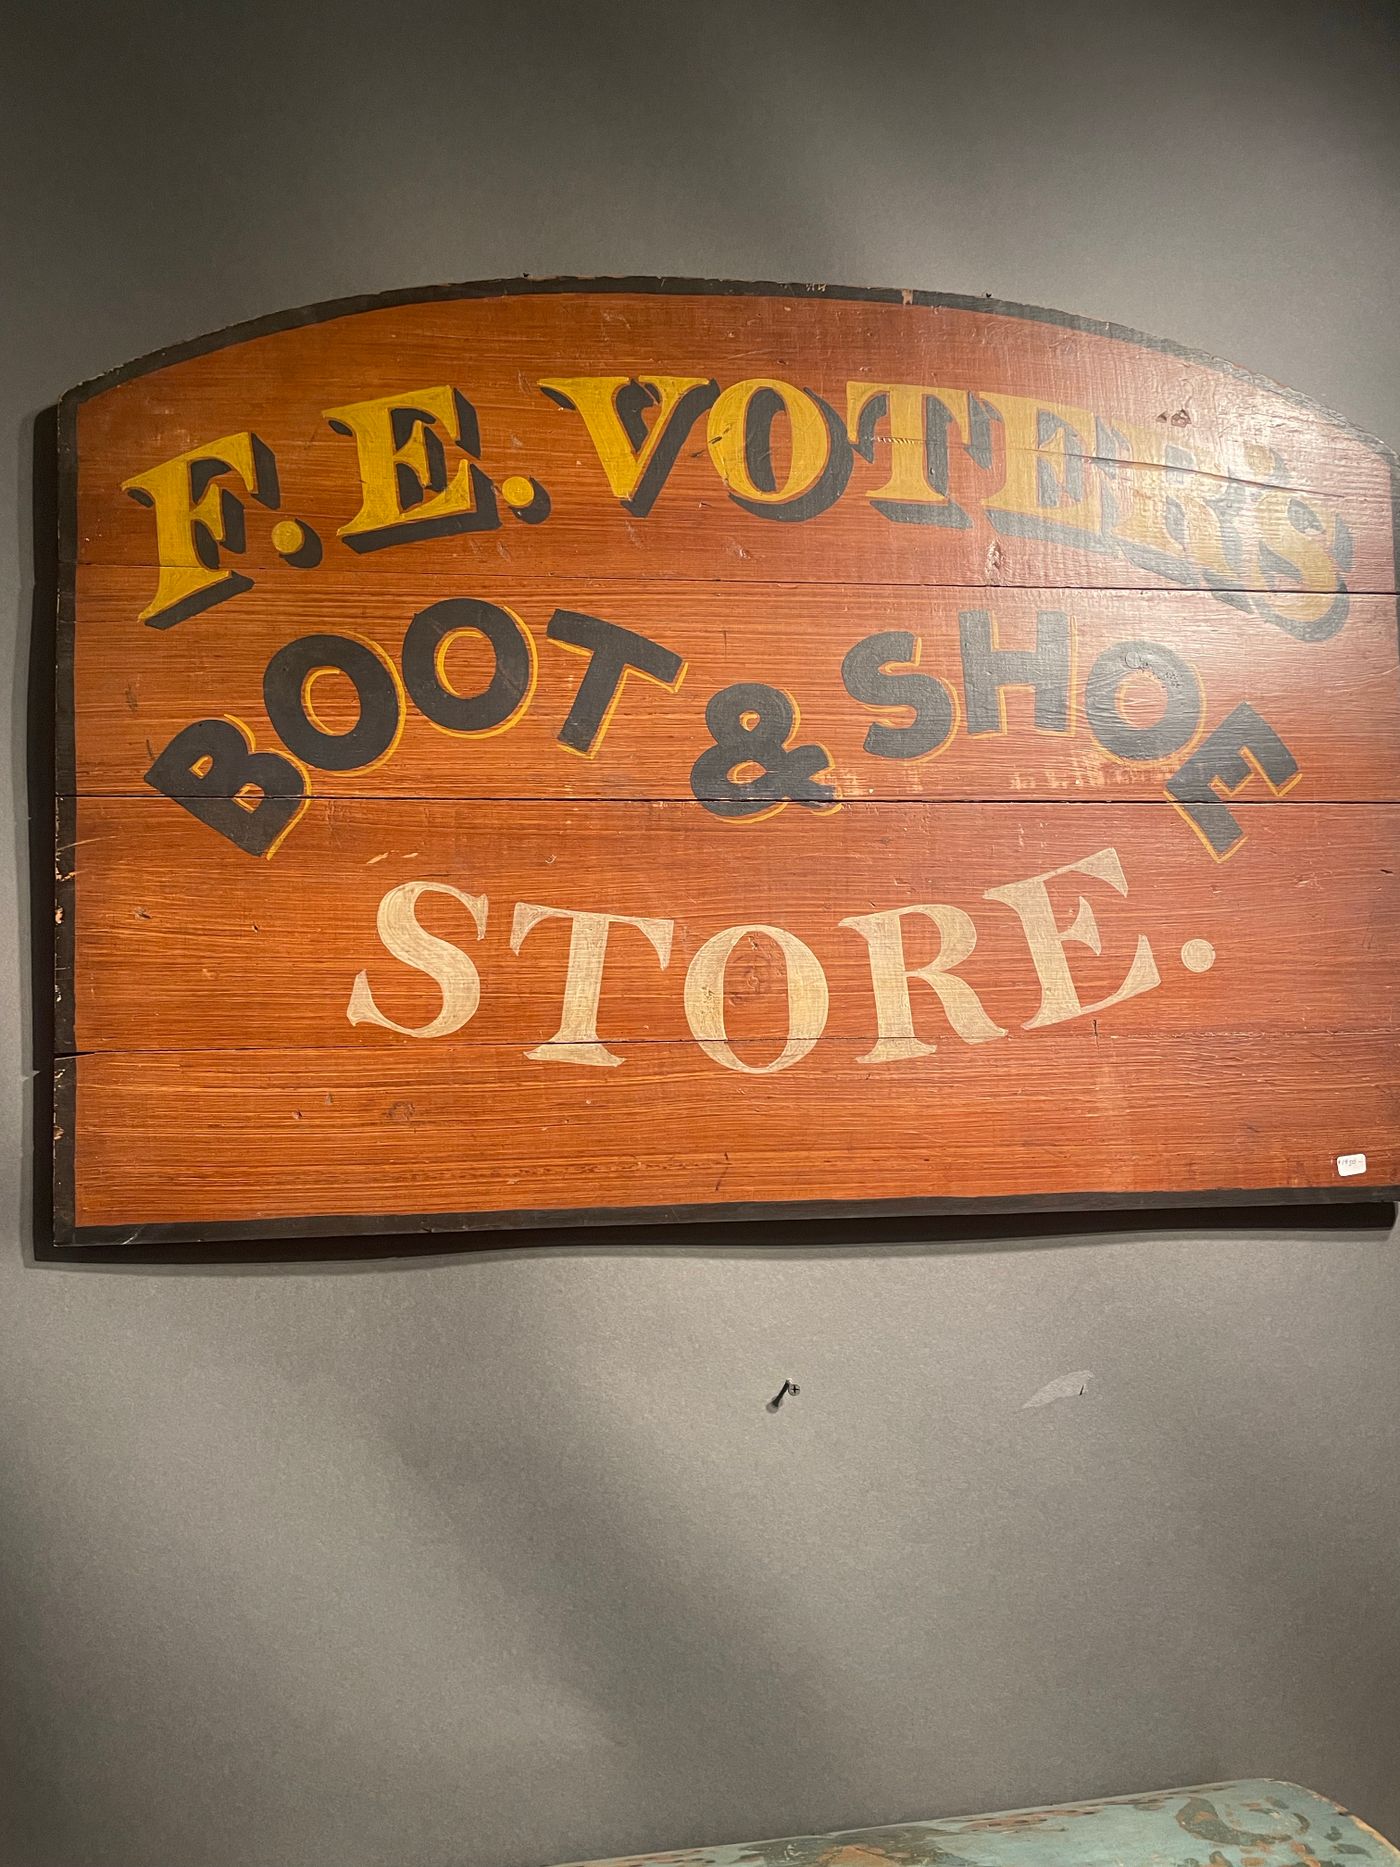 F. E. VOTER'S
BOOT & SHOE
STORE.